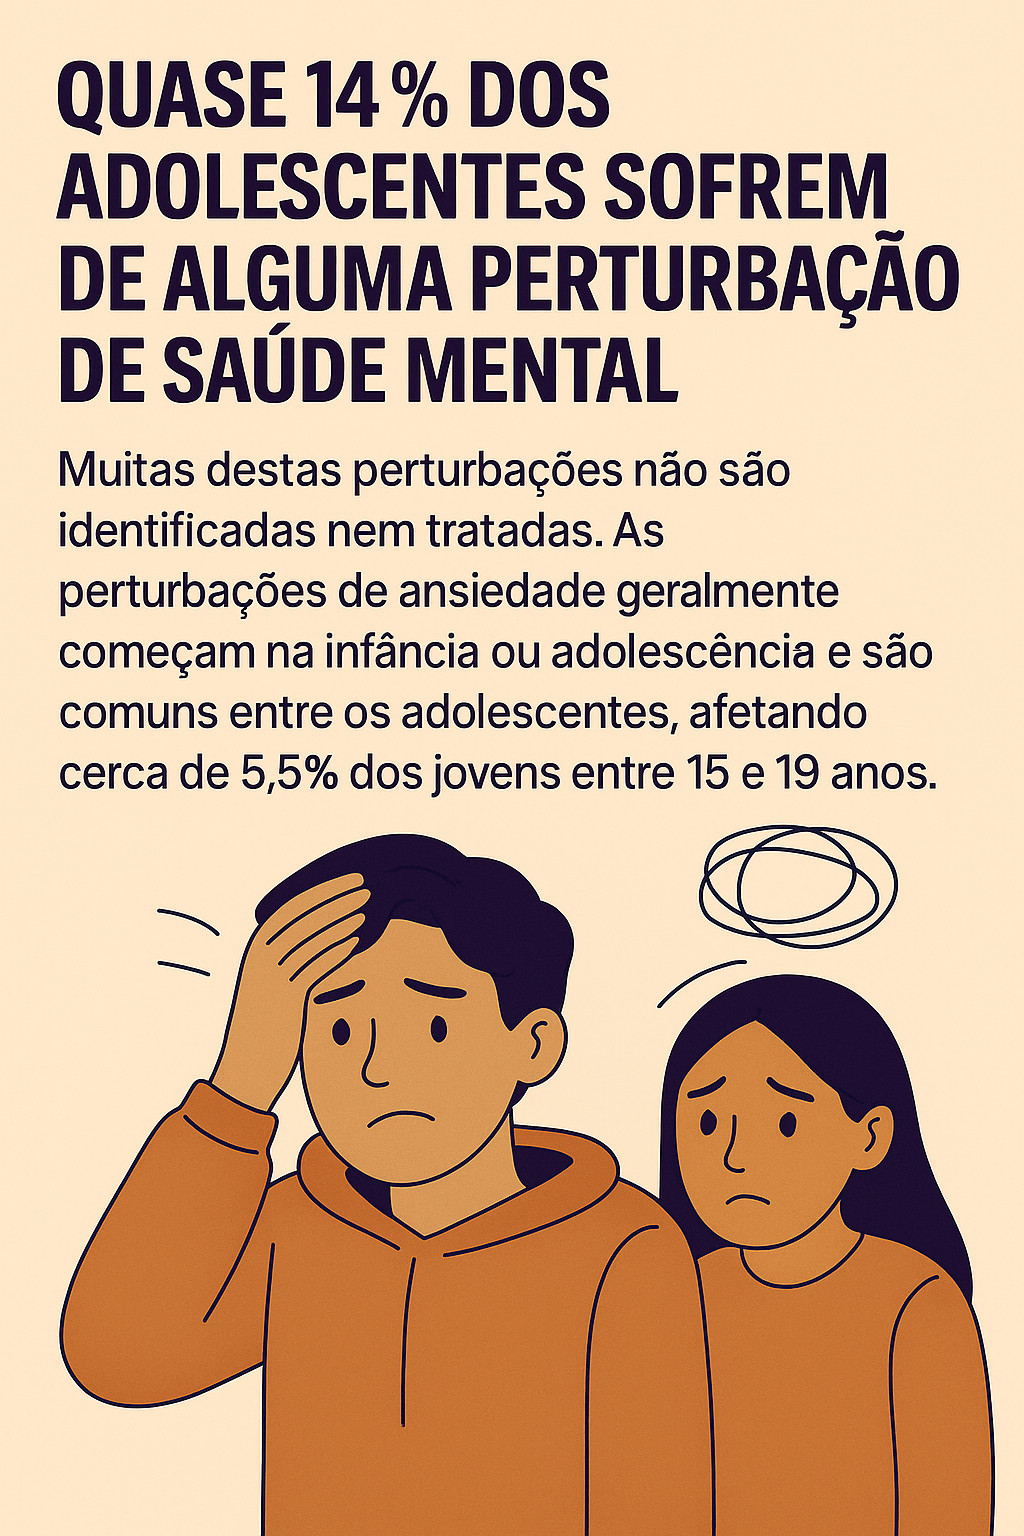 QUASE 14 % DOS
ADOLESCENTES SOFREM
DE ALGUMA PERTURBAÇÃO
DE SAÚDE MENTAL
Muitas destas perturbações não são
identificadas nem tratadas. As
perturbações de ansiedade geralmente
começam na infância ou adolescência e são
comuns entre os adolescentes, afetando
cerca de 5,5% dos jovens entre 15 e 19 anos.